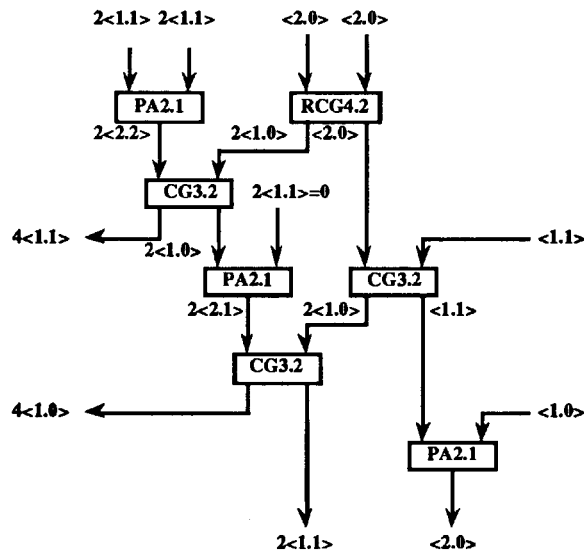 2<1.1> 2<1.1> <2.0> <2.0>
PA2.1 RCG4.2
2<2.2> 2<1.0> <2.0>
CG3.2 2<1.1>=0
4<1.1> 2<1.0> <1.1>
PA2.1 CG3.2
2<2.1> 2<1.0> <1.1>
CG3.2
4<1.0> <1.0>
PA2.1
2<1.1> <2.0>